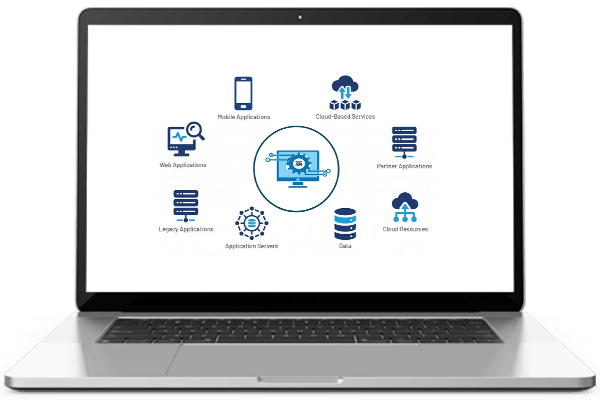 Mobile Applications
Cloud-Based Services
Web Applications
Partner Applications
Legacy Applications
Cloud Resources
Application Servers
Data